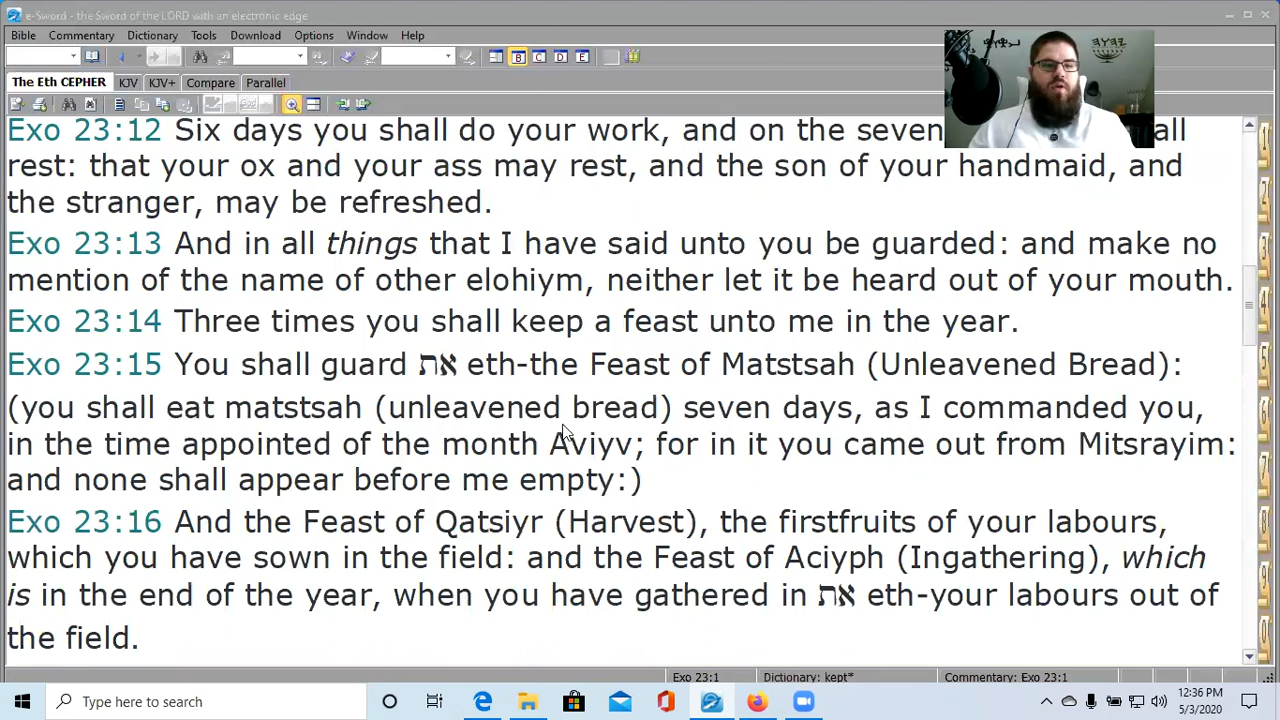 e-Sword - the Sword of the LORD with an electronic edge
Bible Commentary Dictionary Tools Options Window Help
B C D E
The Eth CEPHER KJV KJV+ Compare Parallel
Exo 23:12 Six days you shall do your work, and on the seven all
rest: that your ox and your ass may rest, and the son of your handmaid, and
the stranger, may be refreshed.
Exo 23:13 And in all things that I have said unto you be guarded: and make no
mention of the name of other elohiym, neither let it be heard out of your mouth.
Exo 23:14 Three times you shall keep a feast unto me in the year.
Exo 23:15 You shall guard את eth-the Feast of Matstsah (Unleavened Bread):
(you shall eat matstsah (unleavened bread) seven days, as I commanded you,
in the time appointed of the month Aviyv; for in it you came out from Mitsrayim:
and none shall appear before me empty:)
Exo 23:16 And the Feast of Qatsiyr (Harvest), the firstfruits of your labours,
which you have sown in the field: and the Feast of Aciyph (Ingathering), which
is in the end of the year, when you have gathered in את eth-your labours out of
the field.
Exo 23:1 Dictionary: kept* Commentary: Exo 23:1
Type here to search
12:36 PM
5/3/2020